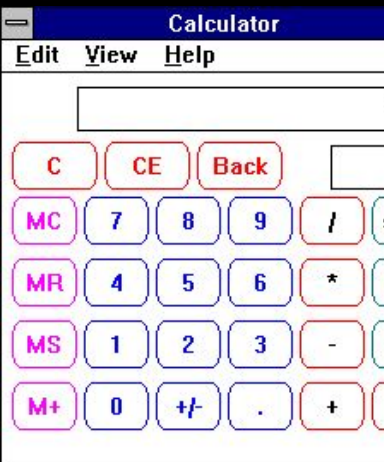 Calculator
Edit View Help
C CE Back
MC 7 8 9 /
MR 4 5 6 *
MS 1 2 3 -
M+ 0 +/- . +